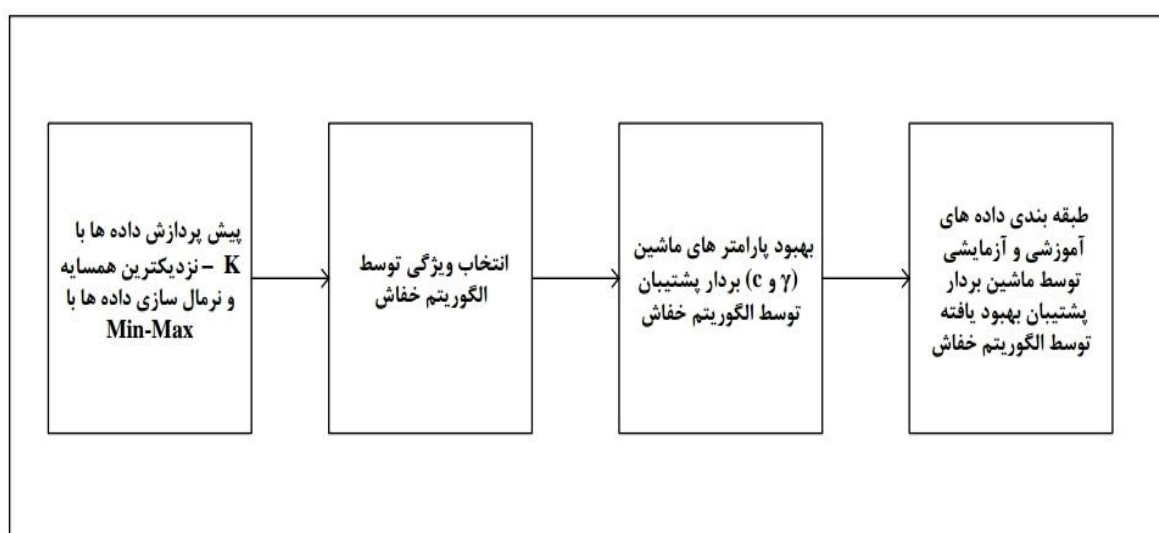 پیش پردازش داده ها با
K – نزدیکترین همسایه
و نرمال سازی داده ها با
Min-Max
انتخاب ویژگی توسط
الگوریتم خفاش
بهبود پارامتر های ماشین
بردار پشتیبان (c و γ)
توسط الگوریتم خفاش
طبقه بندی داده های
آموزشی و آزمایشی
توسط ماشین بردار
پشتیبان بهبود یافته
توسط الگوریتم خفاش